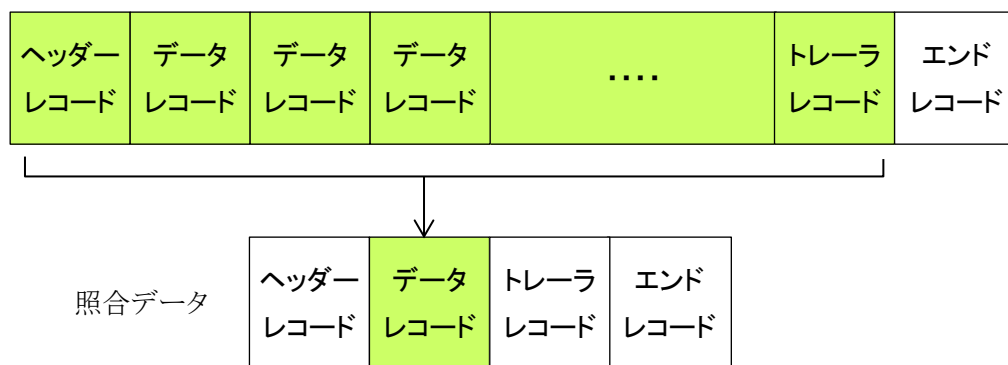 ヘッダー
レコード
データ
レコード
データ
レコード
データ
レコード
....
トレーラ
レコード
エンド
レコード
照合データ
ヘッダー
レコード
データ
レコード
トレーラ
レコード
エンド
レコード